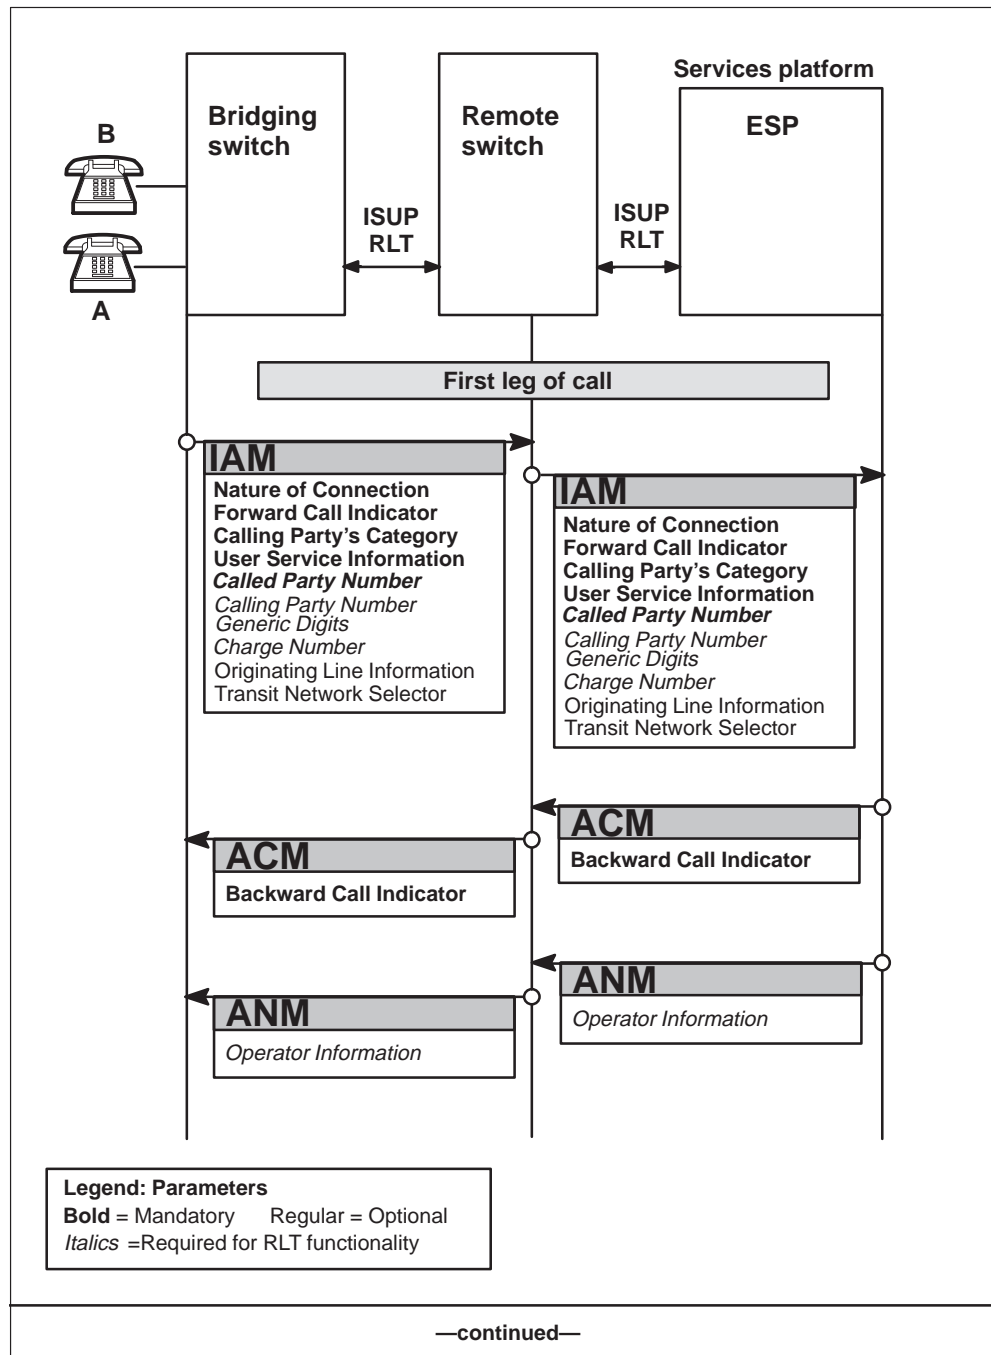 Services platform
Bridging
switch
Remote
switch
ESP
B
A
ISUP
RLT
ISUP
RLT
First leg of call
IAM
Nature of Connection
Forward Call Indicator
Calling Party's Category
User Service Information
Called Party Number
Calling Party Number
Generic Digits
Charge Number
Originating Line Information
Transit Network Selector
IAM
Nature of Connection
Forward Call Indicator
Calling Party's Category
User Service Information
Called Party Number
Calling Party Number
Generic Digits
Charge Number
Originating Line Information
Transit Network Selector
ACM
Backward Call Indicator
ACM
Backward Call Indicator
ANM
Operator Information
ANM
Operator Information
Legend: Parameters
Bold = Mandatory Regular = Optional
Italics =Required for RLT functionality
—continued—